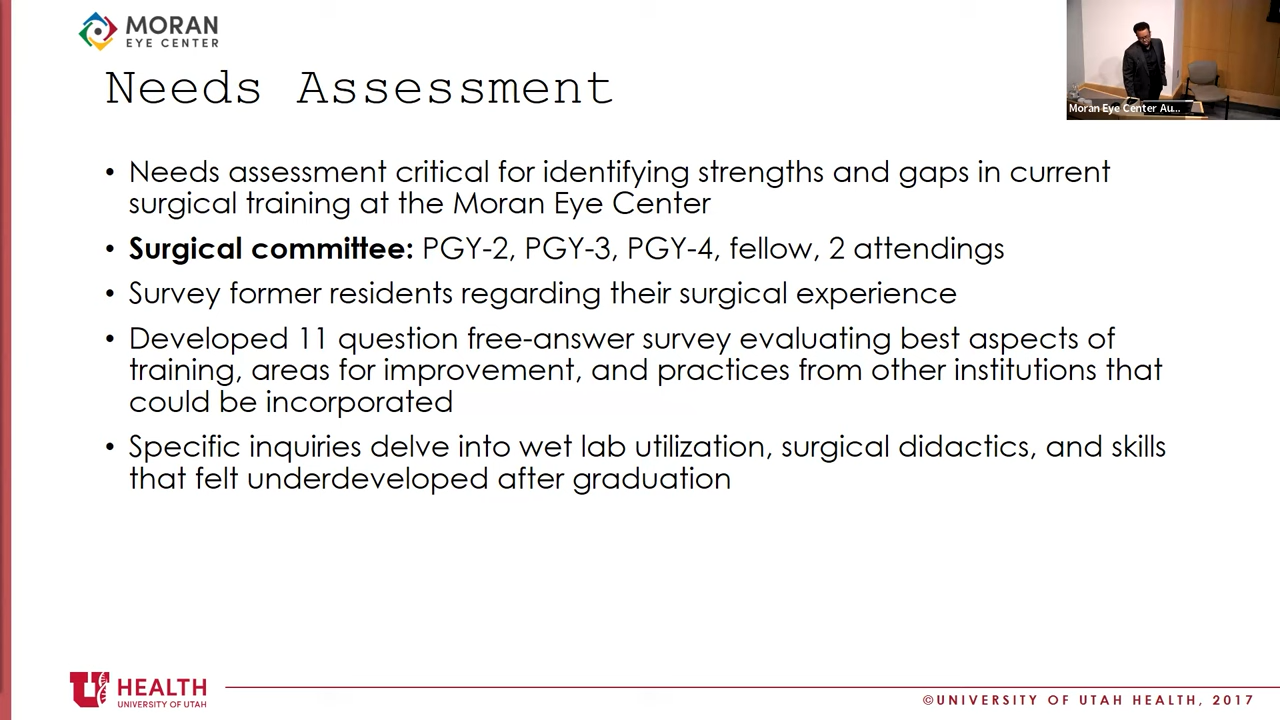 MORAN
EYE CENTER
Needs Assessment
Moran Eye Center Au...
• Needs assessment critical for identifying strengths and gaps in current
surgical training at the Moran Eye Center
• Surgical committee: PGY-2, PGY-3, PGY-4, fellow, 2 attendings
• Survey former residents regarding their surgical experience
• Developed 11 question free-answer survey evaluating best aspects of
training, areas for improvement, and practices from other institutions that
could be incorporated
• Specific inquiries delve into wet lab utilization, surgical didactics, and skills
that felt underdeveloped after graduation
U HEALTH
UNIVERSITY OF UTAH
©UNIVERSITY OF UTAH HEALTH, 2017